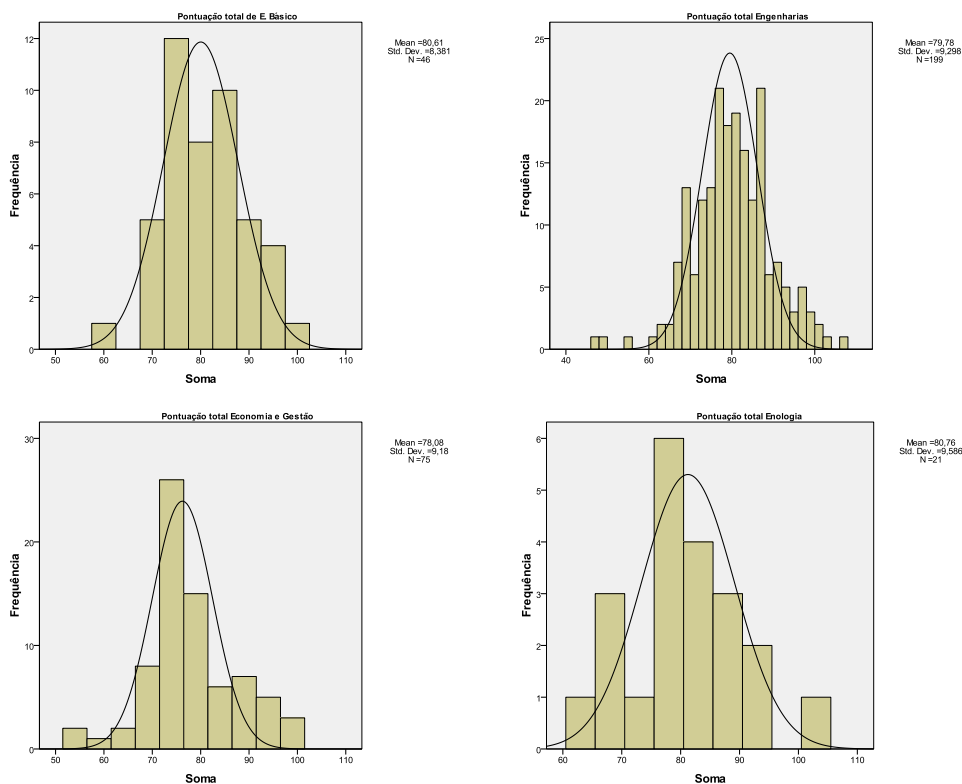 Pontuação total de E. Básico
Mean =80,61
Std. Dev. =8,381
N =46
Frequência
12
10
8
6
4
2
0
50 60 70 80 90 100 110
Soma
Pontuação total Engenharias
Mean =79,78
Std. Dev. =9,298
N =199
Frequência
25
20
15
10
5
0
40 60 80 100
Soma
Pontuação total Economia e Gestão
Mean =78,08
Std. Dev. =9,18
N =75
Frequência
30
20
10
0
50 60 70 80 90 100 110
Soma
Pontuação total Enologia
Mean =80,76
Std. Dev. =9,586
N =21
Frequência
6
5
4
3
2
1
0
60 70 80 90 100 110
Soma